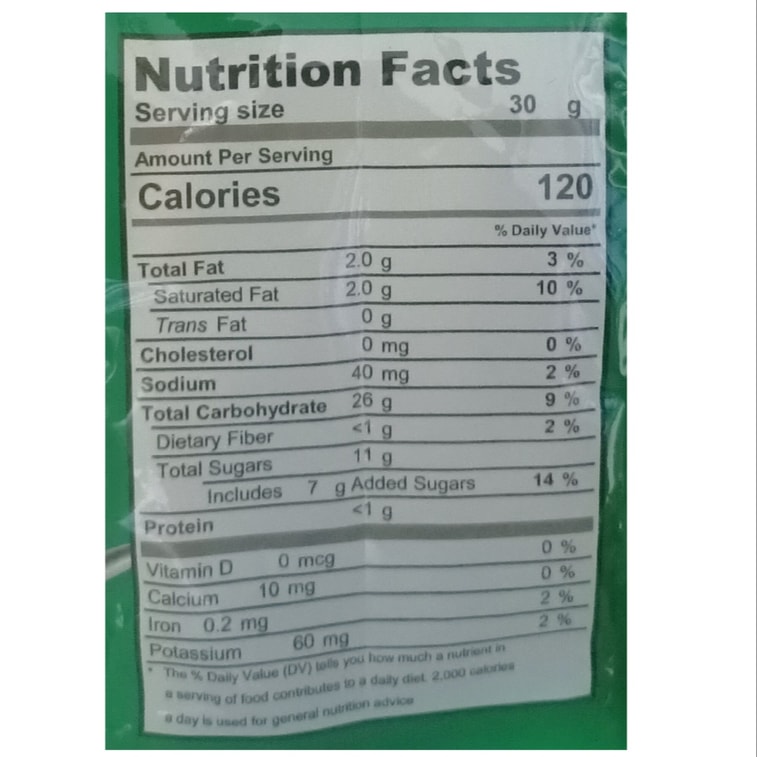 Nutrition Facts
Serving size 30 g
Amount Per Serving
Calories 120
% Daily Value*
Total Fat 2.0 g 3 %
Saturated Fat 2.0 g 10 %
Trans Fat 0 g
Cholesterol 0 mg 0 %
Sodium 40 mg 2 %
Total Carbohydrate 26 g 9 %
Dietary Fiber <1 g 2 %
Total Sugars 11 g
Includes 7 g Added Sugars 14 %
Protein <1 g
Vitamin D 0 mcg 0 %
Calcium 10 mg 0 %
Iron 0.2 mg 2 %
Potassium 60 mg 2 %
* The % Daily Value (DV) tells you how much a nutrient in
a serving of food contributes to a daily diet. 2,000 calories
a day is used for general nutrition advice